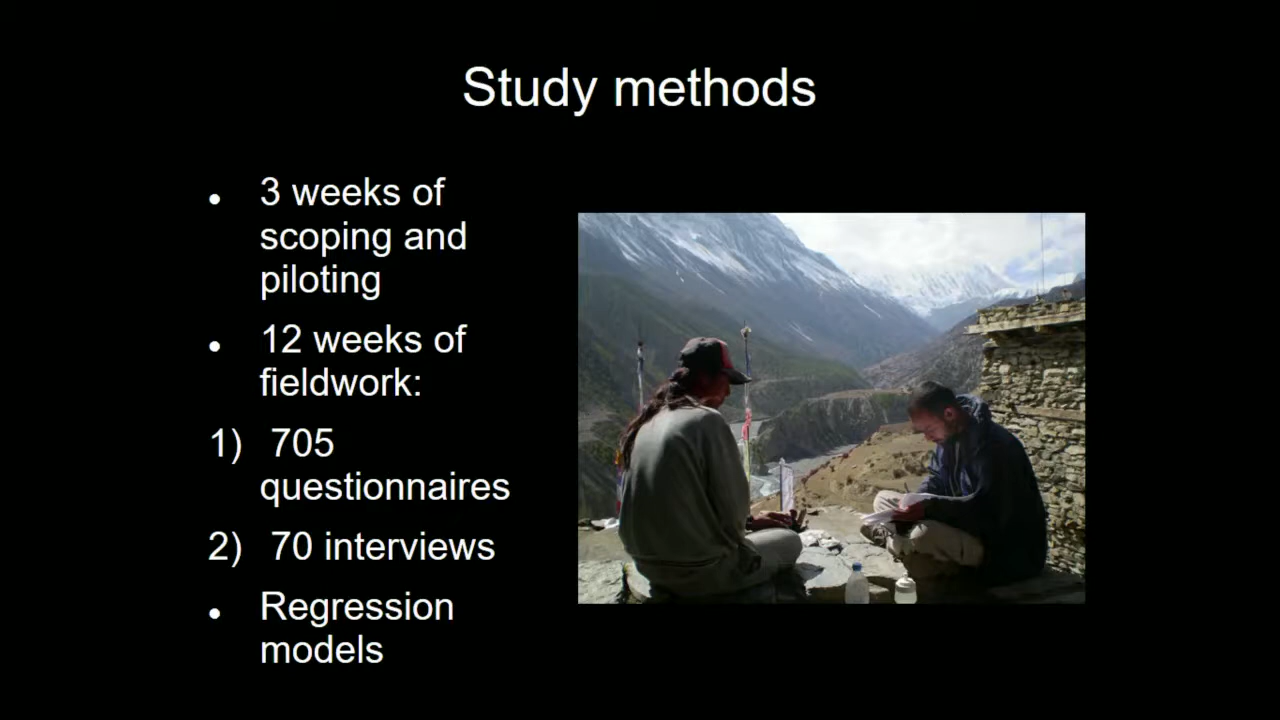 Study methods
• 3 weeks of
scoping and
piloting
• 12 weeks of
fieldwork:
1) 705
questionnaires
2) 70 interviews
• Regression
models